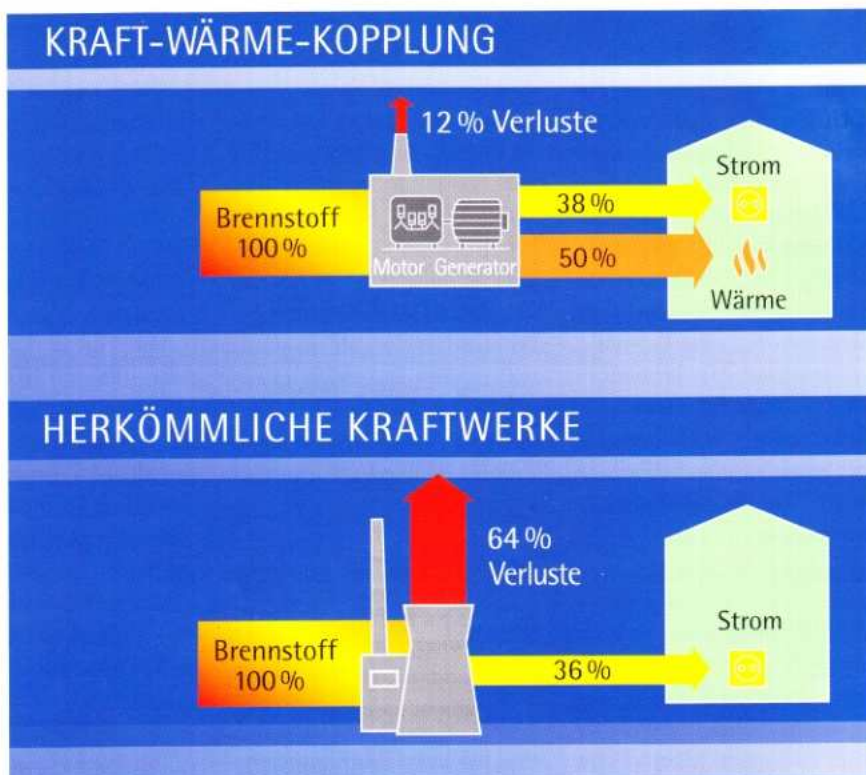 KRAFT-WÄRME-KOPPLUNG
12 % Verluste
Brennstoff
100 %
Motor Generator
38 %
50 %
Strom
Wärme
HERKÖMMLICHE KRAFTWERKE
64 %
Verluste
Brennstoff
100 %
36 %
Strom